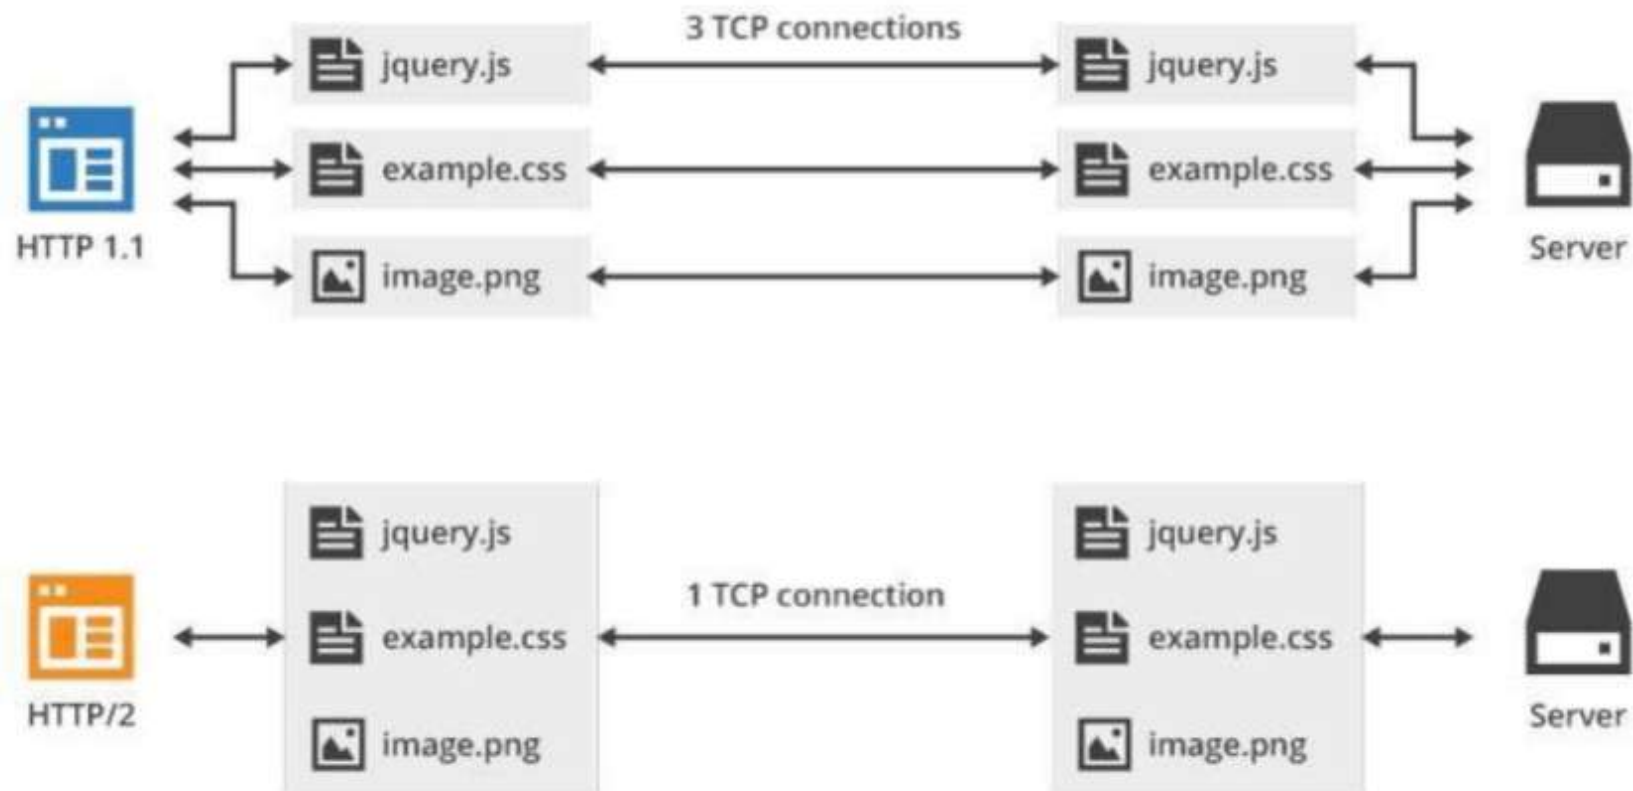 3 TCP connections
jquery.js jquery.js
example.css example.css
HTTP 1.1 Server
image.png image.png
jquery.js jquery.js
1 TCP connection
example.css example.css
HTTP/2 Server
image.png image.png